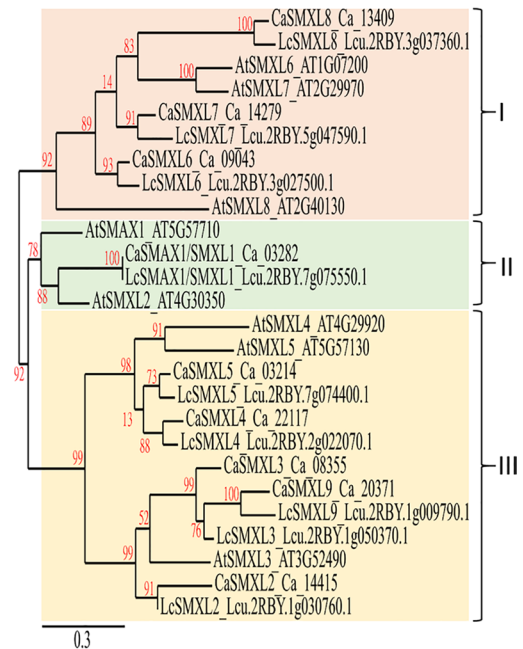 100 CaSMXL8_Ca_13409
LcSMXL8_Lcu.2RBY.3g037360.1
83
AtSMXL6_AT1G07200
100
AtSMXL7_AT2G29970
14
CaSMXL7_Ca_14279
I
91
LcSMXL7_Lcu.2RBY.5g047590.1
89
CaSMXL6_Ca_09043
93
LcSMXL6_Lcu.2RBY.3g027500.1
92
AtSMXL8_AT2G40130
AtSMAX1_AT5G57710
78
CaSMAX1/SMXL1_Ca_03282
100
II
LcSMAX1/SMXL1_Lcu.2RBY.7g075550.1
88
AtSMXL2_AT4G30350
AtSMXL4_AT4G29920
91
AtSMXL5_AT5G57130
98
CaSMXL5_Ca_03214
73
92
LcSMXL5_Lcu.2RBY.7g074400.1
13
CaSMXL4_Ca_22117
88
LcSMXL4_Lcu.2RBY.2g022070.1
99
CaSMXL3_Ca_08355
III
99
CaSMXL9_Ca_20371
100
LcSMXL9_Lcu.2RBY.1g009790.1
52
76
LcSMXL3_Lcu.2RBY.1g050370.1
99
AtSMXL3_AT3G52490
CaSMXL2_Ca_14415
91
LcSMXL2_Lcu.2RBY.1g030760.1
0.3